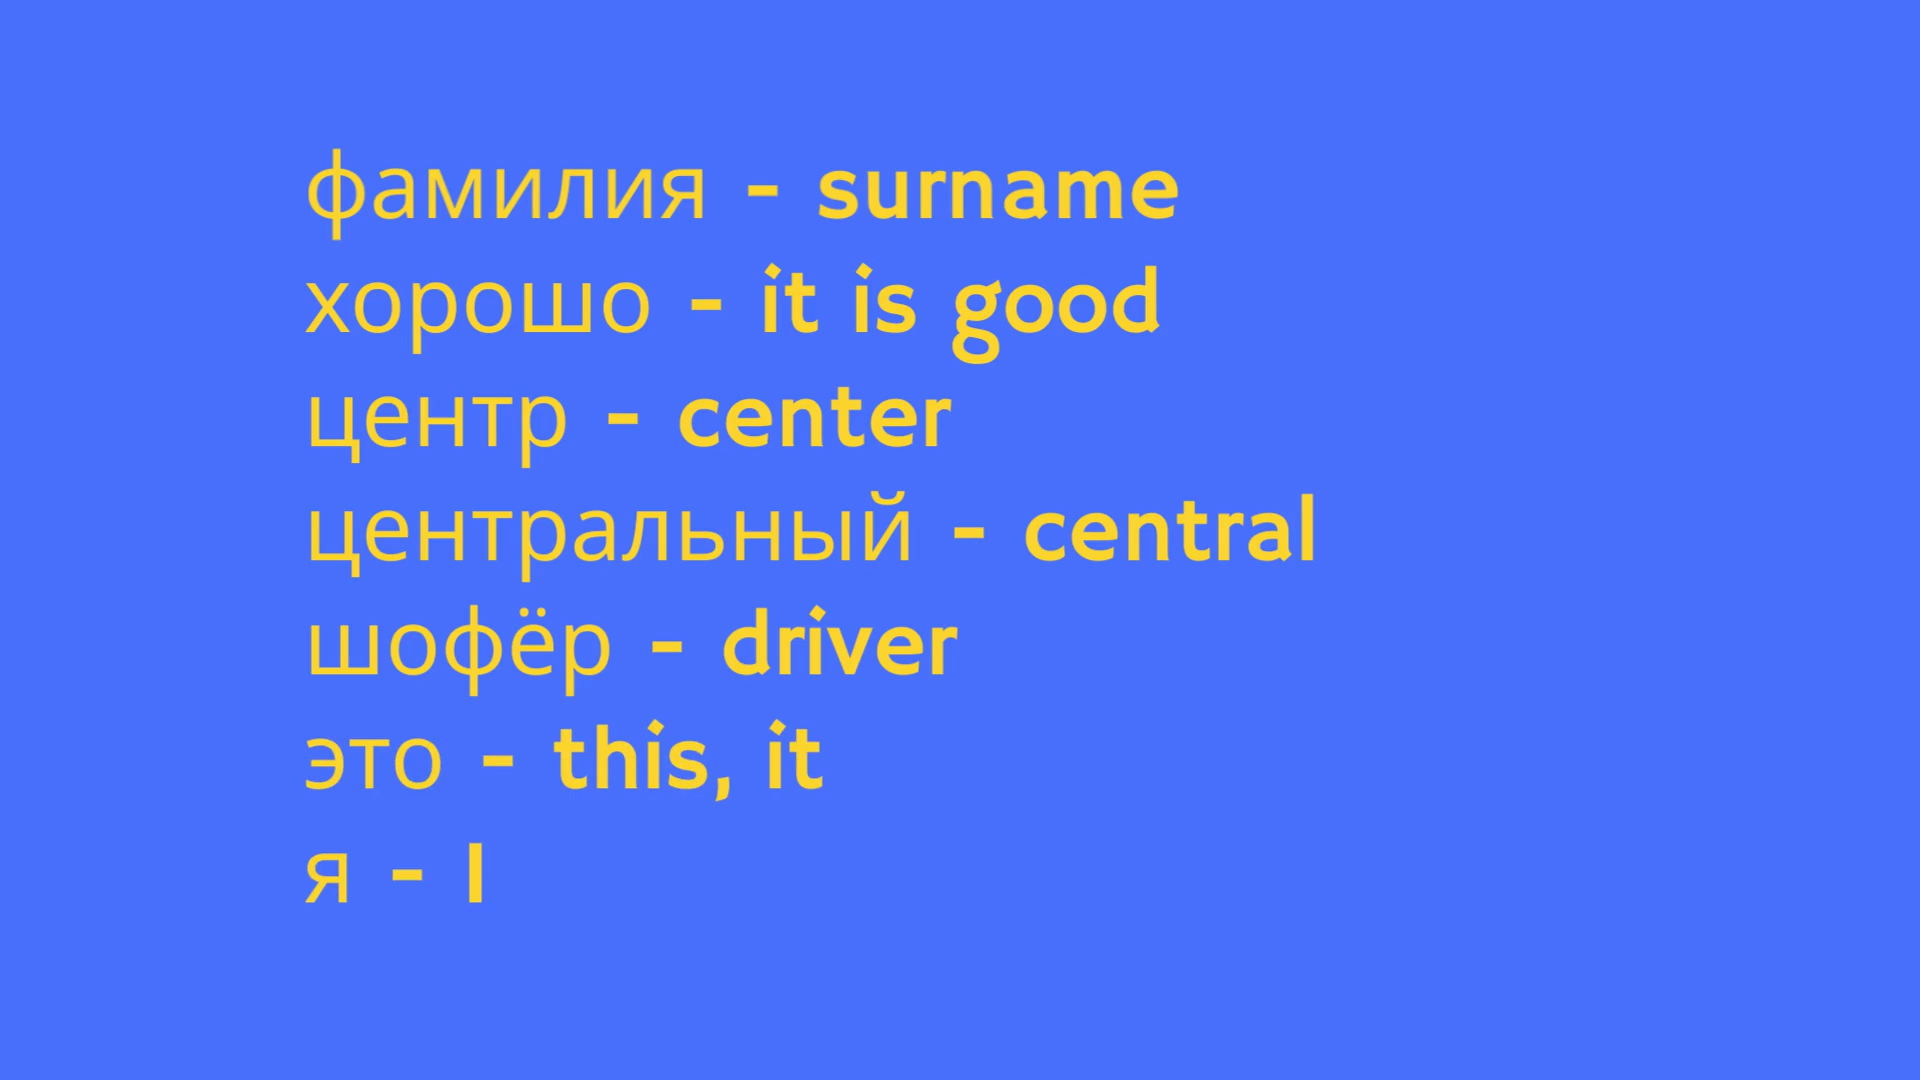 фамилия - surname
хорошо - it is good
центр - center
центральный - central
шофёр - driver
это - this, it
я - I